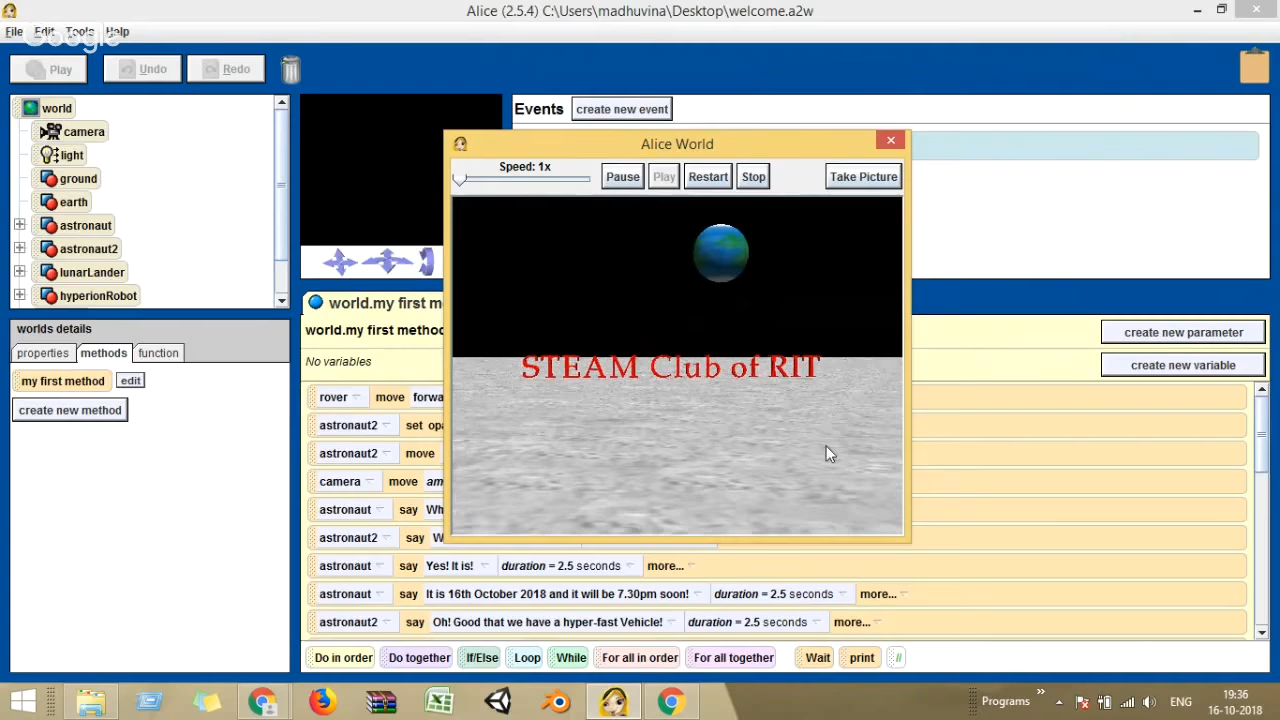 Alice (2.5.4) C:\Users\madhuvina\Desktop\welcome.a2w
File Edit Tools Help
Google
Play Undo Redo
world
camera
light
ground
earth
astronaut
astronaut2
lunarLander
hyperionRobot
Events create new event
Alice World
Speed: 1x Pause Play Restart Stop Take Picture
STEAM Club of RIT
worlds details
properties methods function
my first method edit
create new method
world.my first m
world.my first method
No variables
create new parameter
create new variable
rover move forwa
astronaut2 set opa
astronaut2 move
camera move am
astronaut say Wh
astronaut2 say W
astronaut say Yes! It is! duration = 2.5 seconds more...
astronaut say It is 16th October 2018 and it will be 7.30pm soon! duration = 2.5 seconds more...
astronaut2 say Oh! Good that we have a hyper-fast Vehicle! duration = 2.5 seconds more...
Do in order Do together If/Else Loop While For all in order For all together Wait print //
Programs » ENG 19:36
16-10-2018